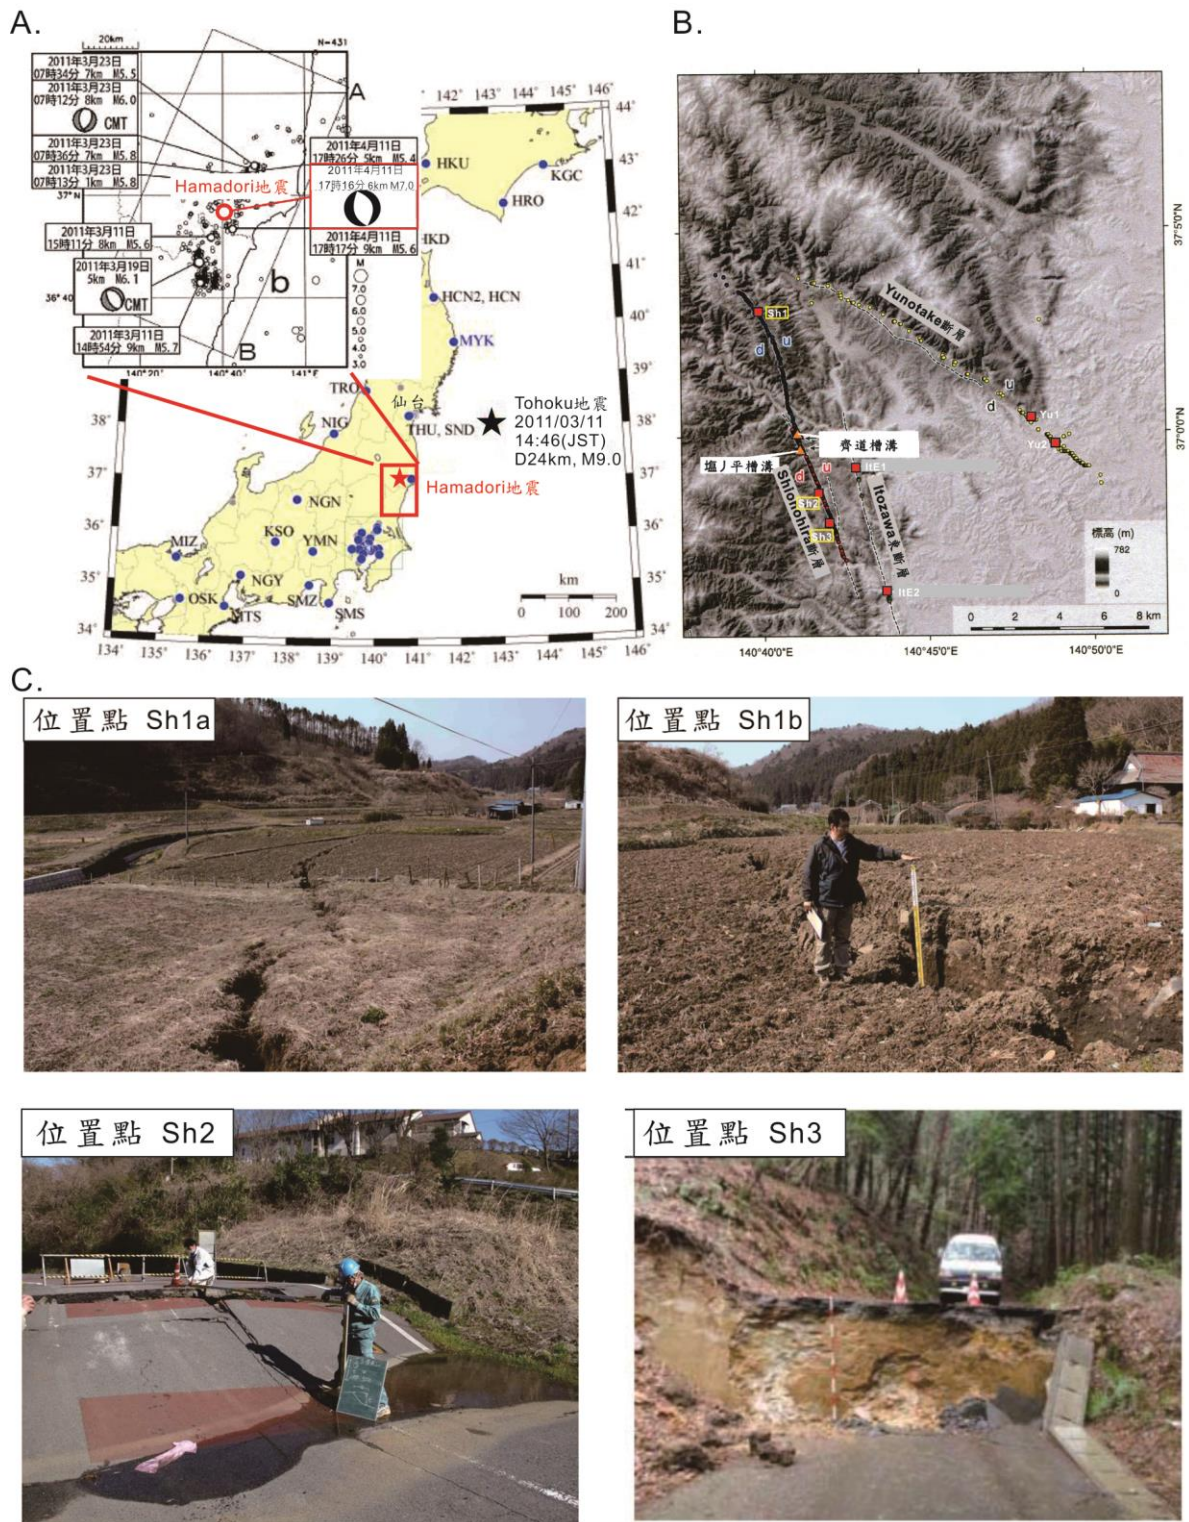 A.
20km
N=431
2011年3月23日
07時34分 7km M5.5
2011年3月23日
07時12分 8km M6.0
CMT
2011年3月23日
07時36分 7km M5.8
2011年3月23日
07時13分 1km M5.8
37°N
Hamadori地震
2011年3月11日
15時11分 8km M5.6
2011年3月19日
5km M6.1
CMT
36°40'
2011年3月11日
14時54分 9km M5.7
140°20'
140°40'
141°E
A
b
B
2011年4月11日
17時26分 5km M5.4
2011年4月11日
17時16分 6km M7.0
2011年4月11日
17時17分 9km M5.6
M
7.0
6.0
5.0
4.0
3.0
142° 143° 144° 145° 146°
44°
43°
42°
41°
40°
39°
38°
37°
36°
35°
34°
HKU
KGC
HRO
HKD
HCN2, HCN
MYK
TRO
仙台
THU, SND
NIG
Tohoku地震
2011/03/11
14:46(JST)
D24km, M9.0
Hamadori地震
NGN
KSO
YMN
MIZ
NGY
OSK
MTS
SMZ
SMS
km
0 100 200
38°
37°
36°
35°
34°
134° 135° 136° 137° 138° 139° 140° 141° 142° 143° 144° 145° 146°
B.
37°5'0"N
37°0'0"N
Sh1
d
u
Yunotake断層
u
d
Yu1
Yu2
齊道槽溝
塩ノ平槽溝
ItE1
d
u
Sh2
Sh3
Shionohira斷層
Itozawa東斷層
ItE2
標高 (m)
762
0
0 2 4 6 8 km
140°40'0"E
140°45'0"E
140°50'0"E
C.
位置點 Sh1a
位置點 Sh1b
位置點 Sh2
位置點 Sh3